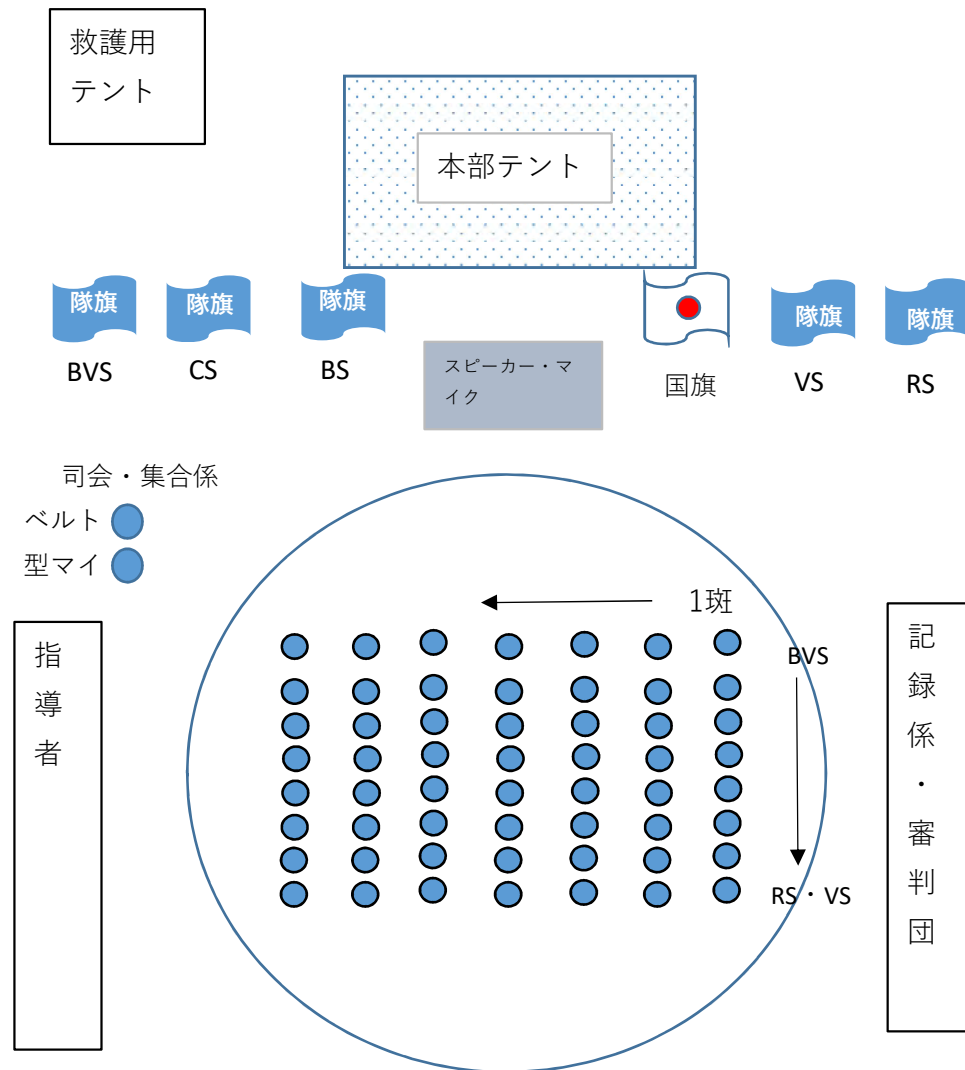 救護用
テント
本部テント
隊旗
隊旗
隊旗
隊旗
隊旗
BVS
CS
BS
スピーカー・マ
イク
国旗
VS
RS
司会・集合係
ベルト
型マイ
1班
指導者
BVS
RS・VS
記録係・審判団